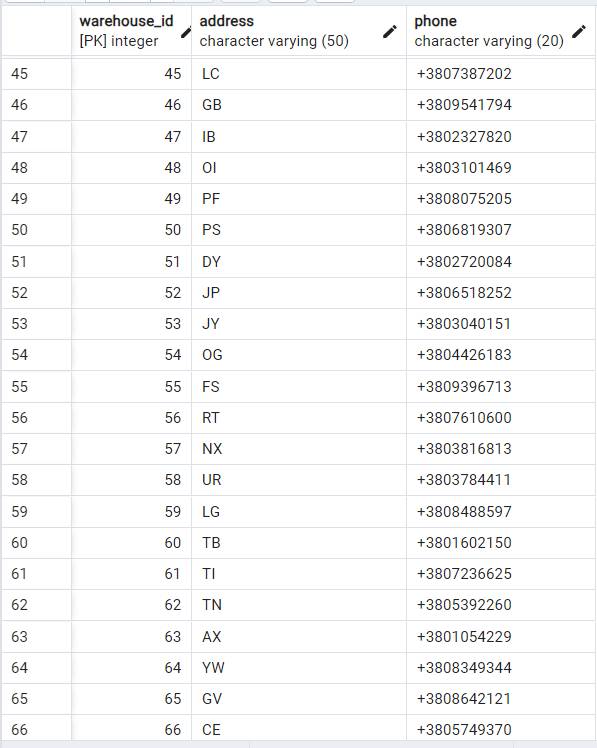 warehouse_id address phone
[PK] integer character varying (50) character varying (20)
45 45 LC +3807387202
46 46 GB +3809541794
47 47 IB +3802327820
48 48 OI +3803101469
49 49 PF +3808075205
50 50 PS +3806819307
51 51 DY +3802720084
52 52 JP +3806518252
53 53 JY +3803040151
54 54 OG +3804426183
55 55 FS +3809396713
56 56 RT +3807610600
57 57 NX +3803816813
58 58 UR +3803784411
59 59 LG +3808488597
60 60 TB +3801602150
61 61 TI +3807236625
62 62 TN +3805392260
63 63 AX +3801054229
64 64 YW +3808349344
65 65 GV +3808642121
66 66 CE +3805749370